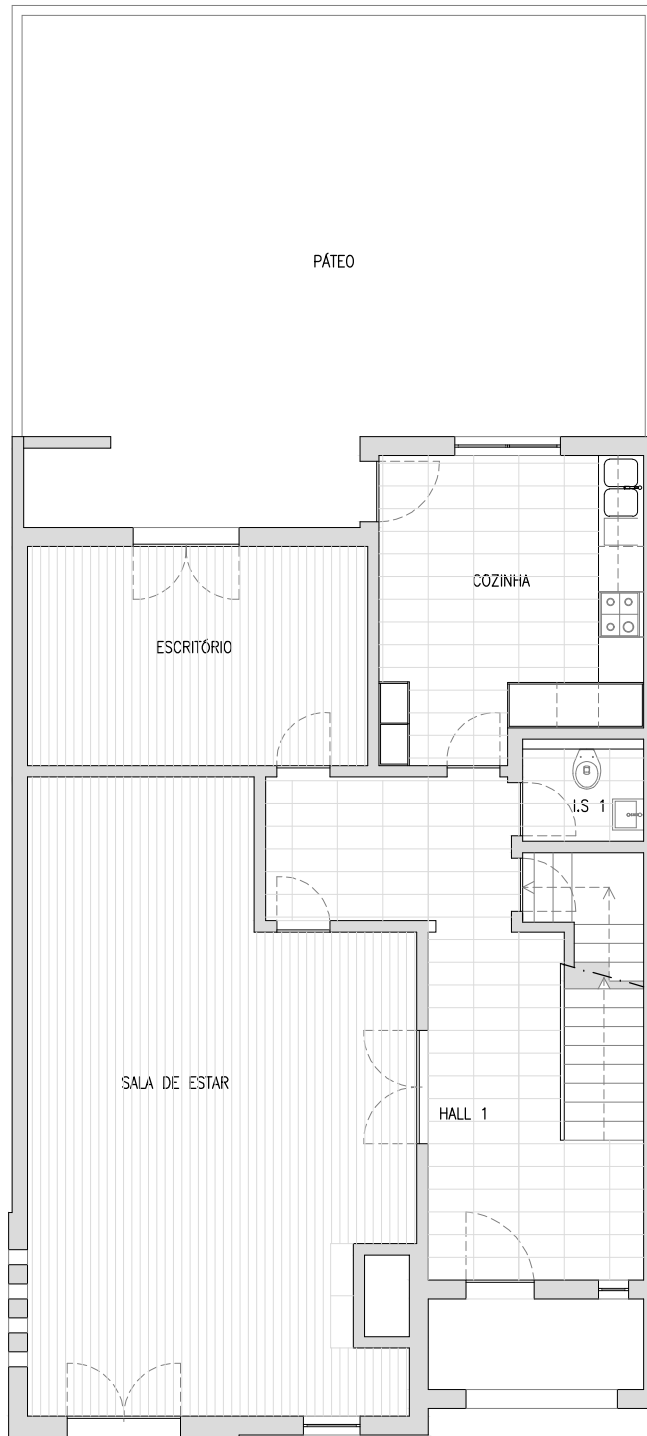 PÁTEO
COZINHA
ESCRITÓRIO
I.S 1
SALA DE ESTAR
HALL 1